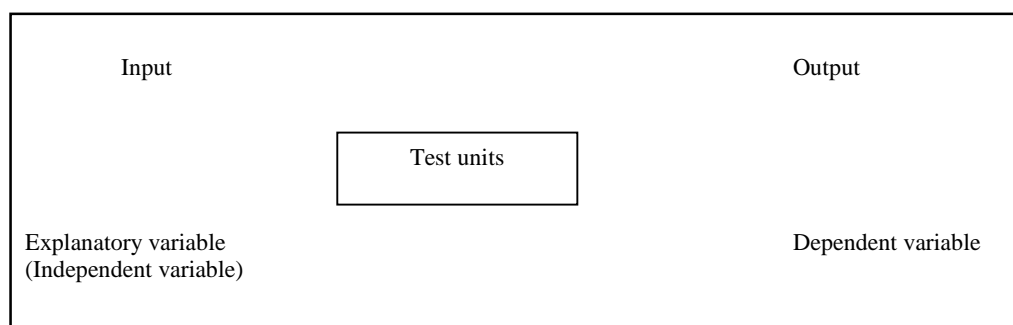 Input
Output
Test units
Explanatory variable
(Independent variable)
Dependent variable